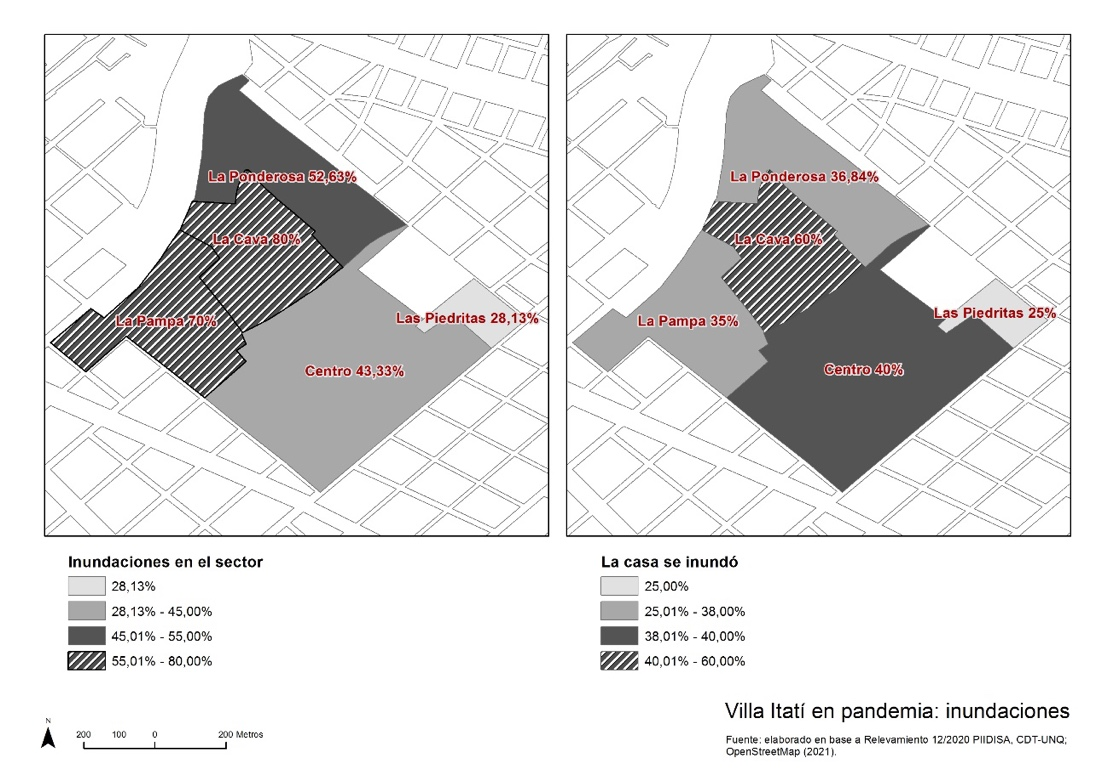 La Ponderosa 52,63%
La Cava 80%
La Pampa 70%
Las Piedritas 28,13%
Centro 43,33%
La Ponderosa 36,84%
La Cava 60%
La Pampa 35%
Las Piedritas 25%
Centro 40%
Inundaciones en el sector
28,13%
28,13% - 45,00%
45,01% - 55,00%
55,01% - 80,00%
La casa se inundó
25,00%
25,01% - 38,00%
38,01% - 40,00%
40,01% - 60,00%
N
200 100 0 200 Metros
Villa Itatí en pandemia: inundaciones
Fuente: elaborado en base a Relevamiento 12/2020 PIIDISA, CDT-UNQ;
OpenStreetMap (2021).